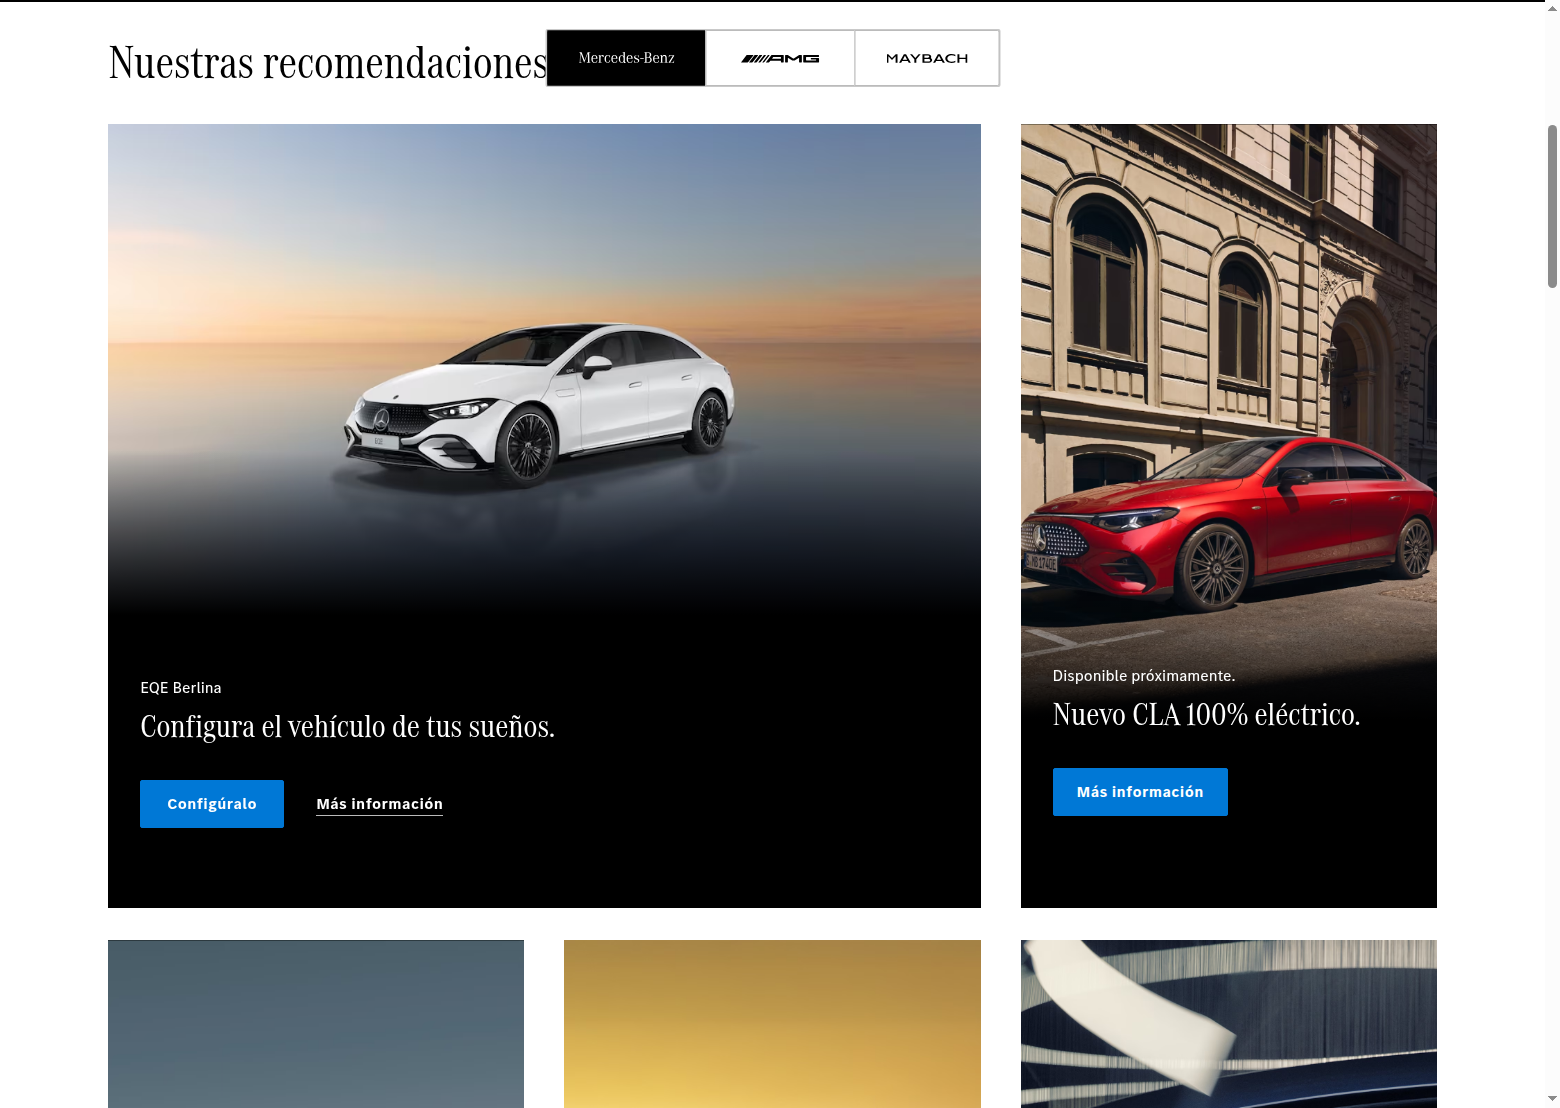 Nuestras recomendaciones
Mercedes-Benz
AMG
MAYBACH
EQE
EQE Berlina
Configura el vehículo de tus sueños.
Configúralo
Más información
Disponible próximamente.
Nuevo CLA 100% eléctrico.
Más información